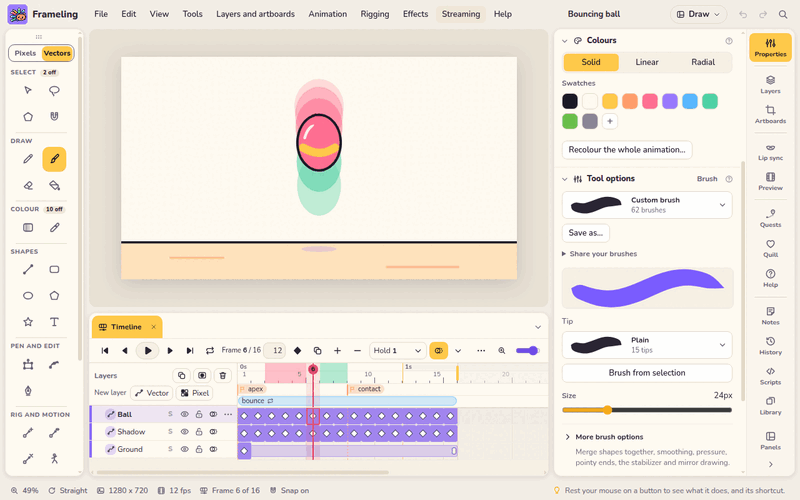 Frameling
File Edit View Tools Layers and artboards Animation Rigging Effects Streaming Help
Bouncing ball
Draw
Pixels Vectors
SELECT 2 off
DRAW
COLOUR 10 off
SHAPES
PEN AND EDIT
RIG AND MOTION
Timeline
Frame 6 / 16
12
Hold 1
Layers
New layer Vector Pixel
0s 1s
1 5 6 10 15 20
apex contact
bounce
Ball S
Shadow S
Ground S
Colours
Solid Linear Radial
Swatches
Recolour the whole animation...
Tool options Brush
Custom brush
62 brushes
Save as...
Share your brushes
Tip
Plain
15 tips
Brush from selection
Size 24px
More brush options
Merge shapes together, smoothing, pressure,
pointy ends, the stabilizer and mirror drawing.
Properties
Layers
Artboards
Lip sync
Preview
Quests
Quill
Help
Notes
History
Scripts
Library
Panels
49% Straight 1280 x 720 12 fps Frame 6 of 16 Snap on
Rest your mouse on a button to see what it does, and its shortcut.